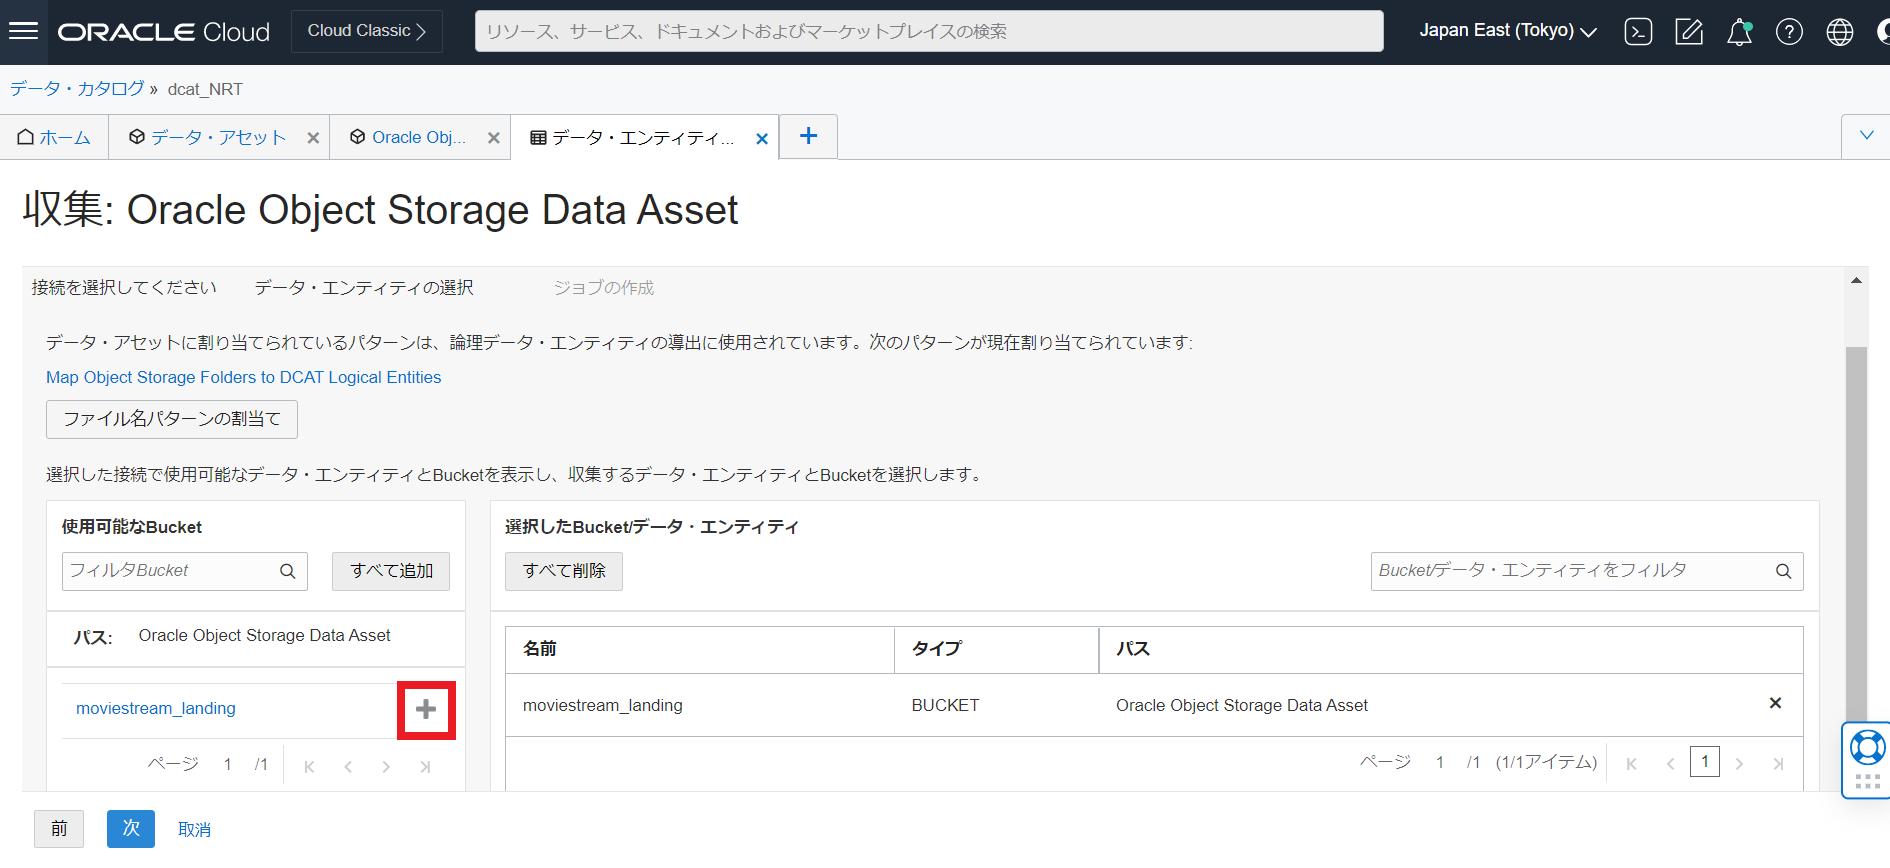 ORACLE Cloud
Cloud Classic
リソース、サービス、ドキュメントおよびマーケットプレイスの検索
Japan East (Tokyo)
データ・カタログ » dcat_NRT
ホーム
データ・アセット
Oracle Obj...
データ・エンティティ...
収集: Oracle Object Storage Data Asset
接続を選択してください データ・エンティティの選択 ジョブの作成
データ・アセットに割り当てられているパターンは、論理データ・エンティティの導出に使用されています。次のパターンが現在割り当てられています:
Map Object Storage Folders to DCAT Logical Entities
ファイル名パターンの割当て
選択した接続で使用可能なデータ・エンティティとBucketを表示し、収集するデータ・エンティティとBucketを選択します。
使用可能なBucket
フィルタBucket
すべて追加
パス: Oracle Object Storage Data Asset
moviestream_landing
ページ 1 /1
選択したBucket/データ・エンティティ
すべて削除
Bucket/データ・エンティティをフィルタ
名前 タイプ パス
moviestream_landing BUCKET Oracle Object Storage Data Asset
ページ 1 /1 (1/1アイテム) 1
前 次 取消